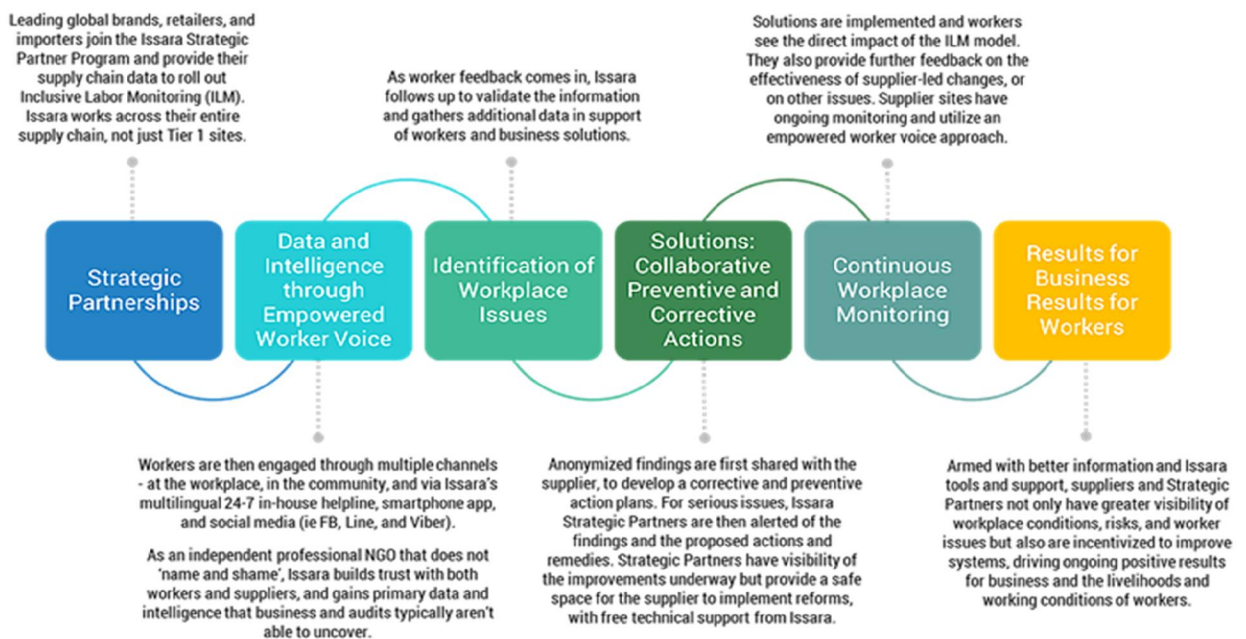 Leading global brands, retailers, and
importers join the Issara Strategic
Partner Program and provide their
supply chain data to roll out
Inclusive Labor Monitoring (ILM).
Issara works across their entire
supply chain, not just Tier 1 sites.
As worker feedback comes in, Issara
follows up to validate the information
and gathers additional data in support
of workers and business solutions.
Solutions are implemented and workers
see the direct impact of the ILM model.
They also provide further feedback on the
effectiveness of supplier-led changes, or
on other issues. Supplier sites have
ongoing monitoring and utilize an
empowered worker voice approach.
Strategic
Partnerships
Data and
Intelligence
through
Empowered
Worker Voice
Identification of
Workplace
Issues
Solutions:
Collaborative
Preventive and
Corrective
Actions
Continuous
Workplace
Monitoring
Results for
Business
Results for
Workers
Workers are then engaged through multiple channels
- at the workplace, in the community, and via Issara's
multilingual 24-7 in-house helpline, smartphone app,
and social media (ie FB, Line, and Viber).
As an independent professional NGO that does not
'name and shame', Issara builds trust with both
workers and suppliers, and gains primary data and
intelligence that business and audits typically aren't
able to uncover.
Anonymized findings are first shared with the
supplier, to develop a corrective and preventive
action plans. For serious issues, Issara
Strategic Partners are then alerted of the
findings and the proposed actions and
remedies. Strategic Partners have visibility of
the improvements underway but provide a safe
space for the supplier to implement reforms,
with free technical support from Issara.
Armed with better information and Issara
tools and support, suppliers and Strategic
Partners not only have greater visibility of
workplace conditions, risks, and worker
issues but also are incentivized to improve
systems, driving ongoing positive results
for business and the livelihoods and
working conditions of workers.